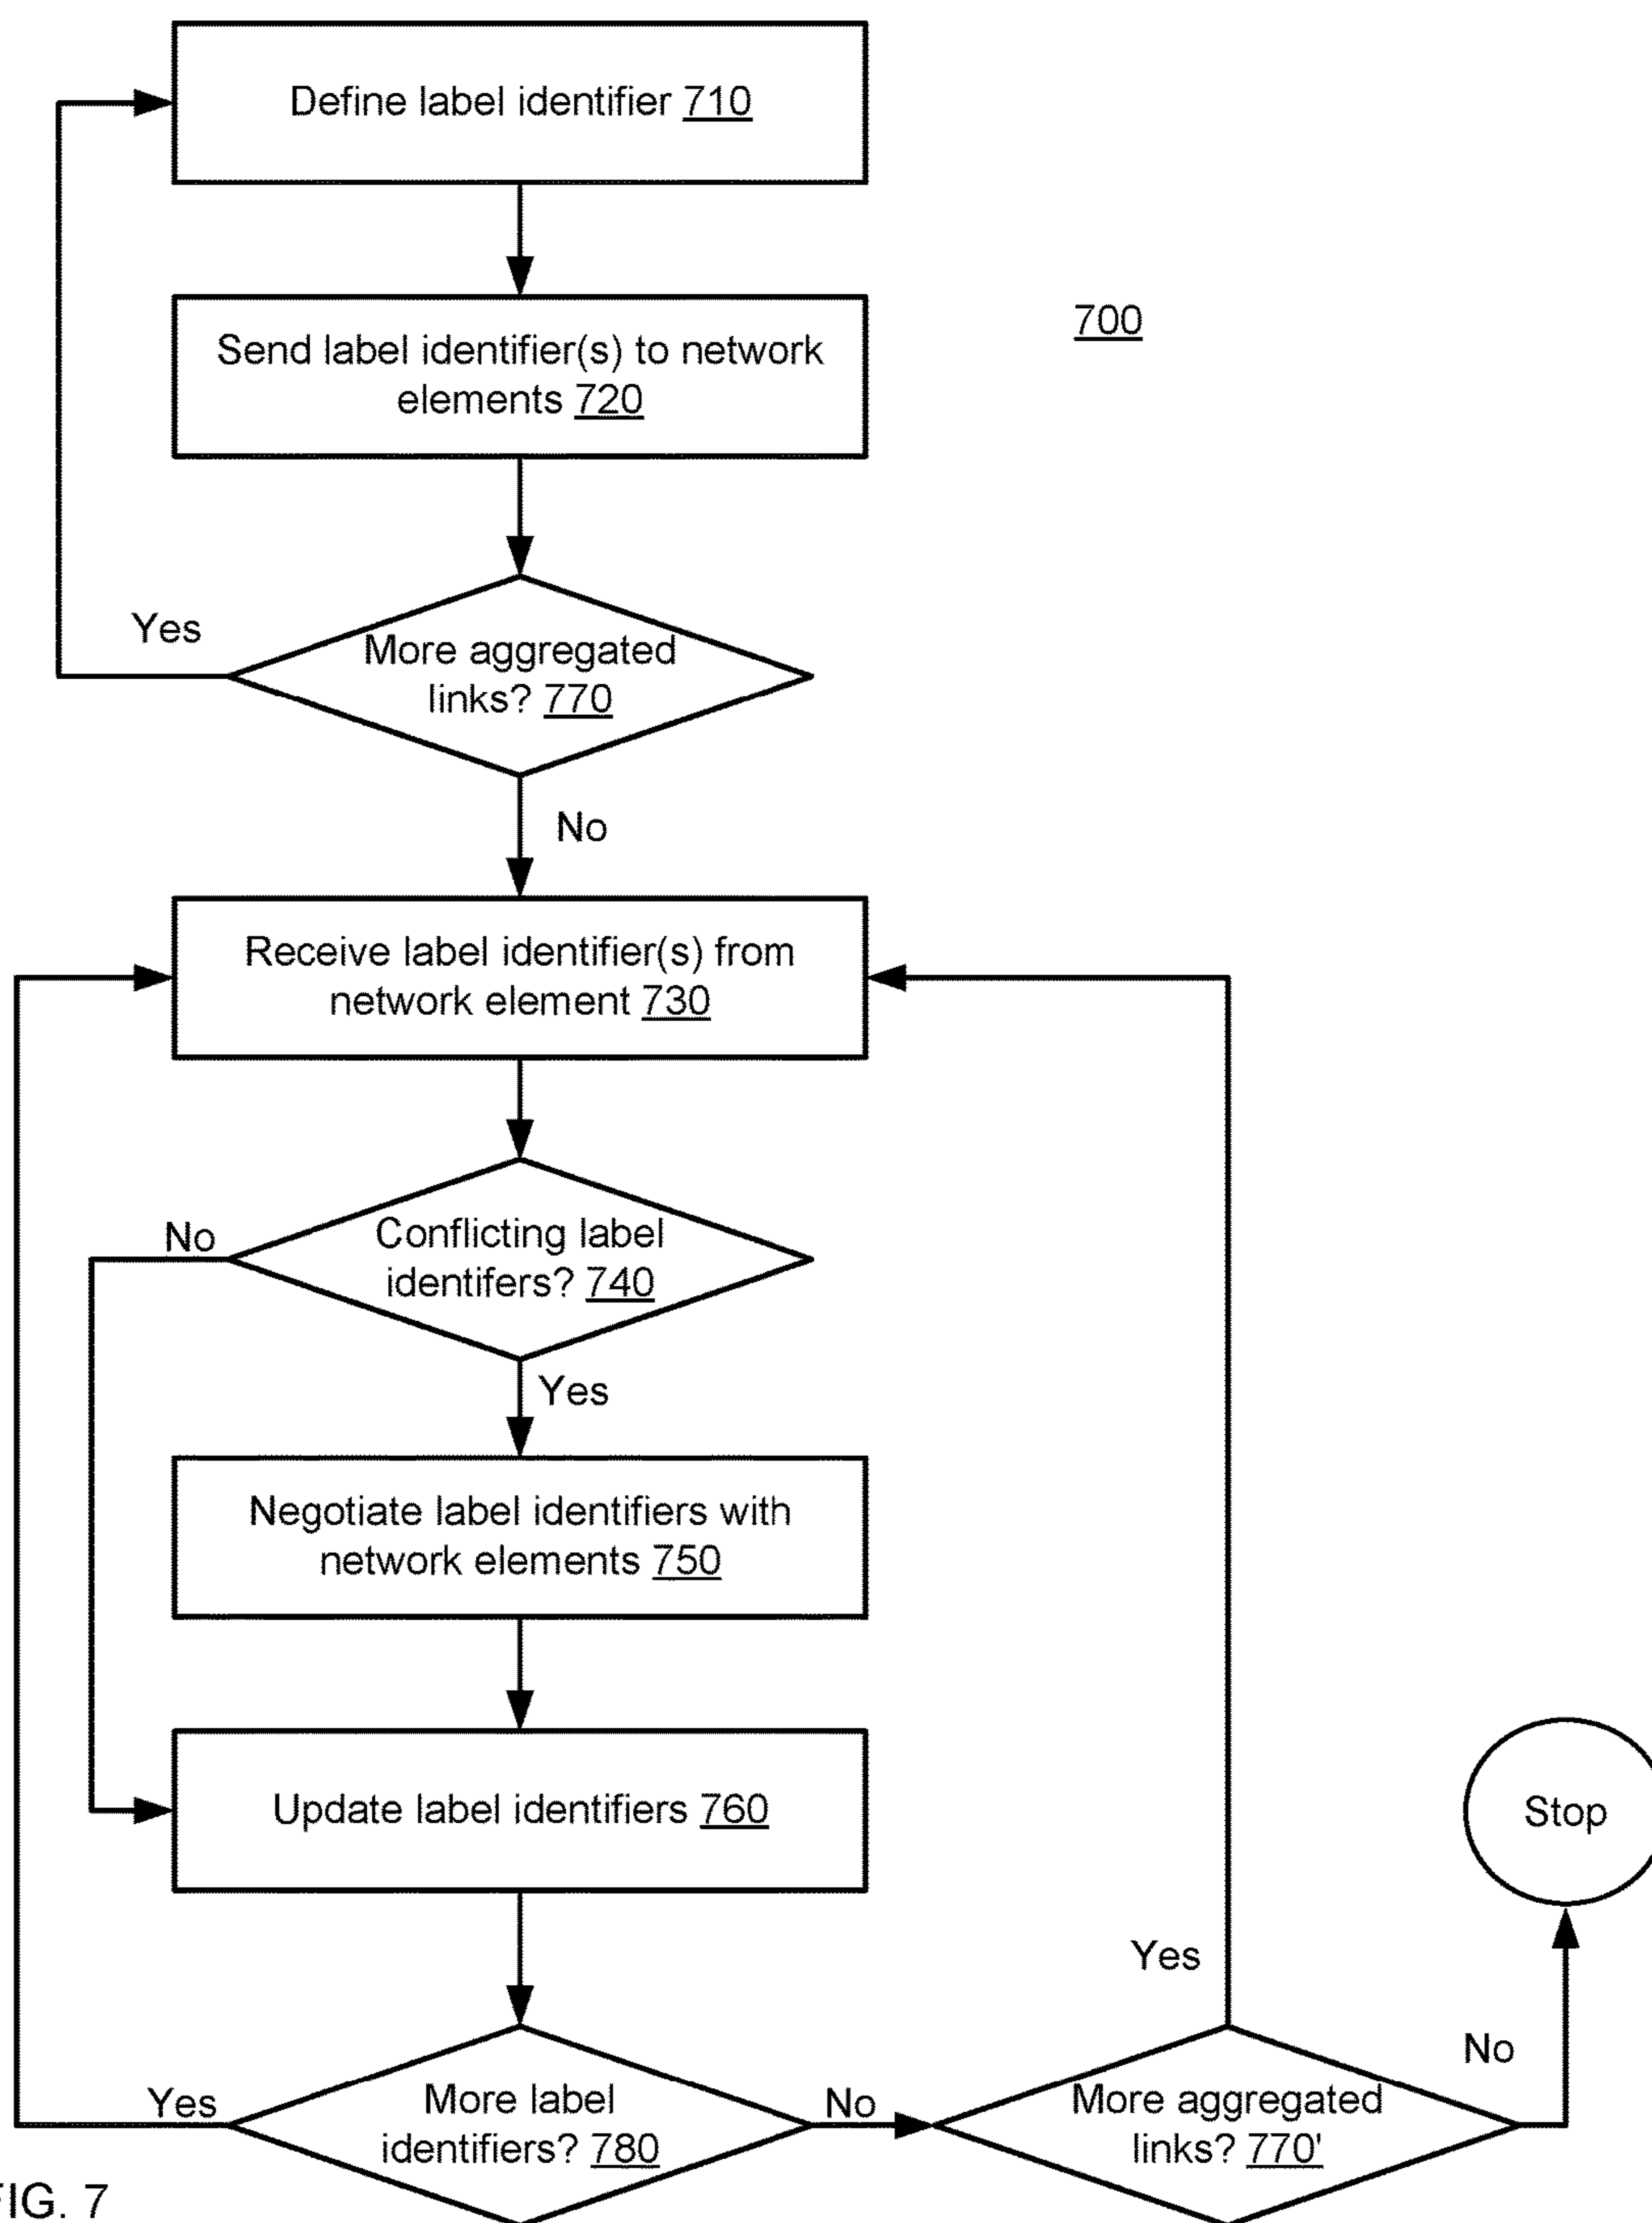 Define label identifier 710
Send label identifier(s) to network
elements 720
700
Yes
More aggregated
links? 770
No
Receive label identifier(s) from
network element 730
No
Conflicting label
identifers? 740
Yes
Negotiate label identifiers with
network elements 750
Update label identifiers 760
Stop
Yes
No
Yes
More label
identifiers? 780
No
More aggregated
links? 770'
FIG. 7